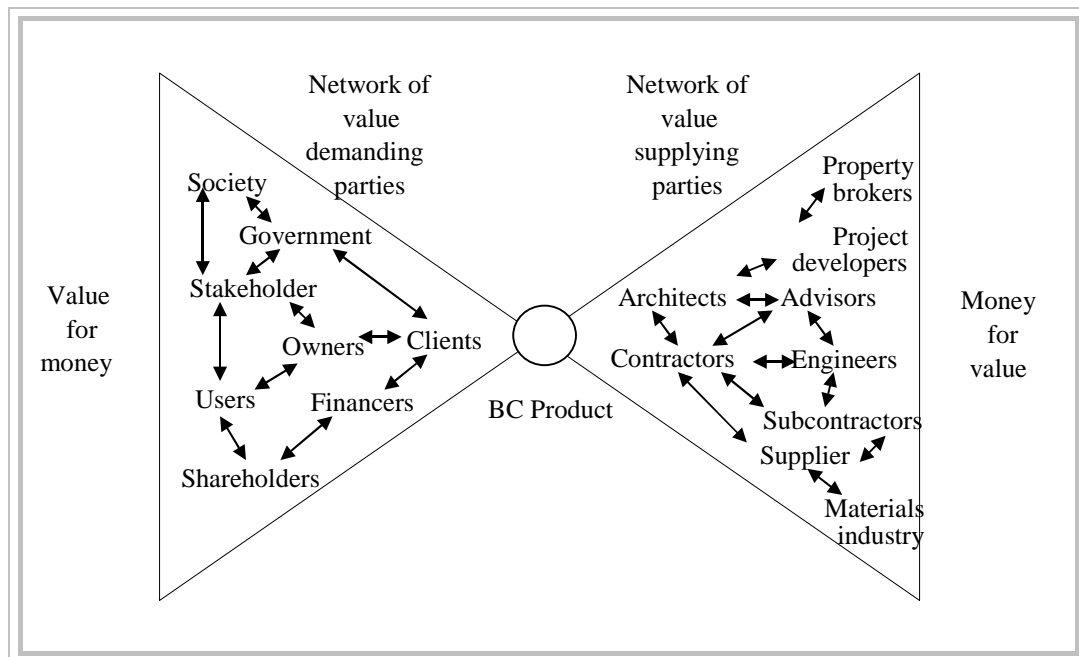 Network of
value
demanding
parties
Network of
value
supplying
parties
Value
for
money
Society
Government
Stakeholder
Owners
Clients
Users
Financers
Shareholders
BC Product
Property
brokers
Project
developers
Architects
Advisors
Contractors
Engineers
Subcontractors
Supplier
Materials
industry
Money
for
value